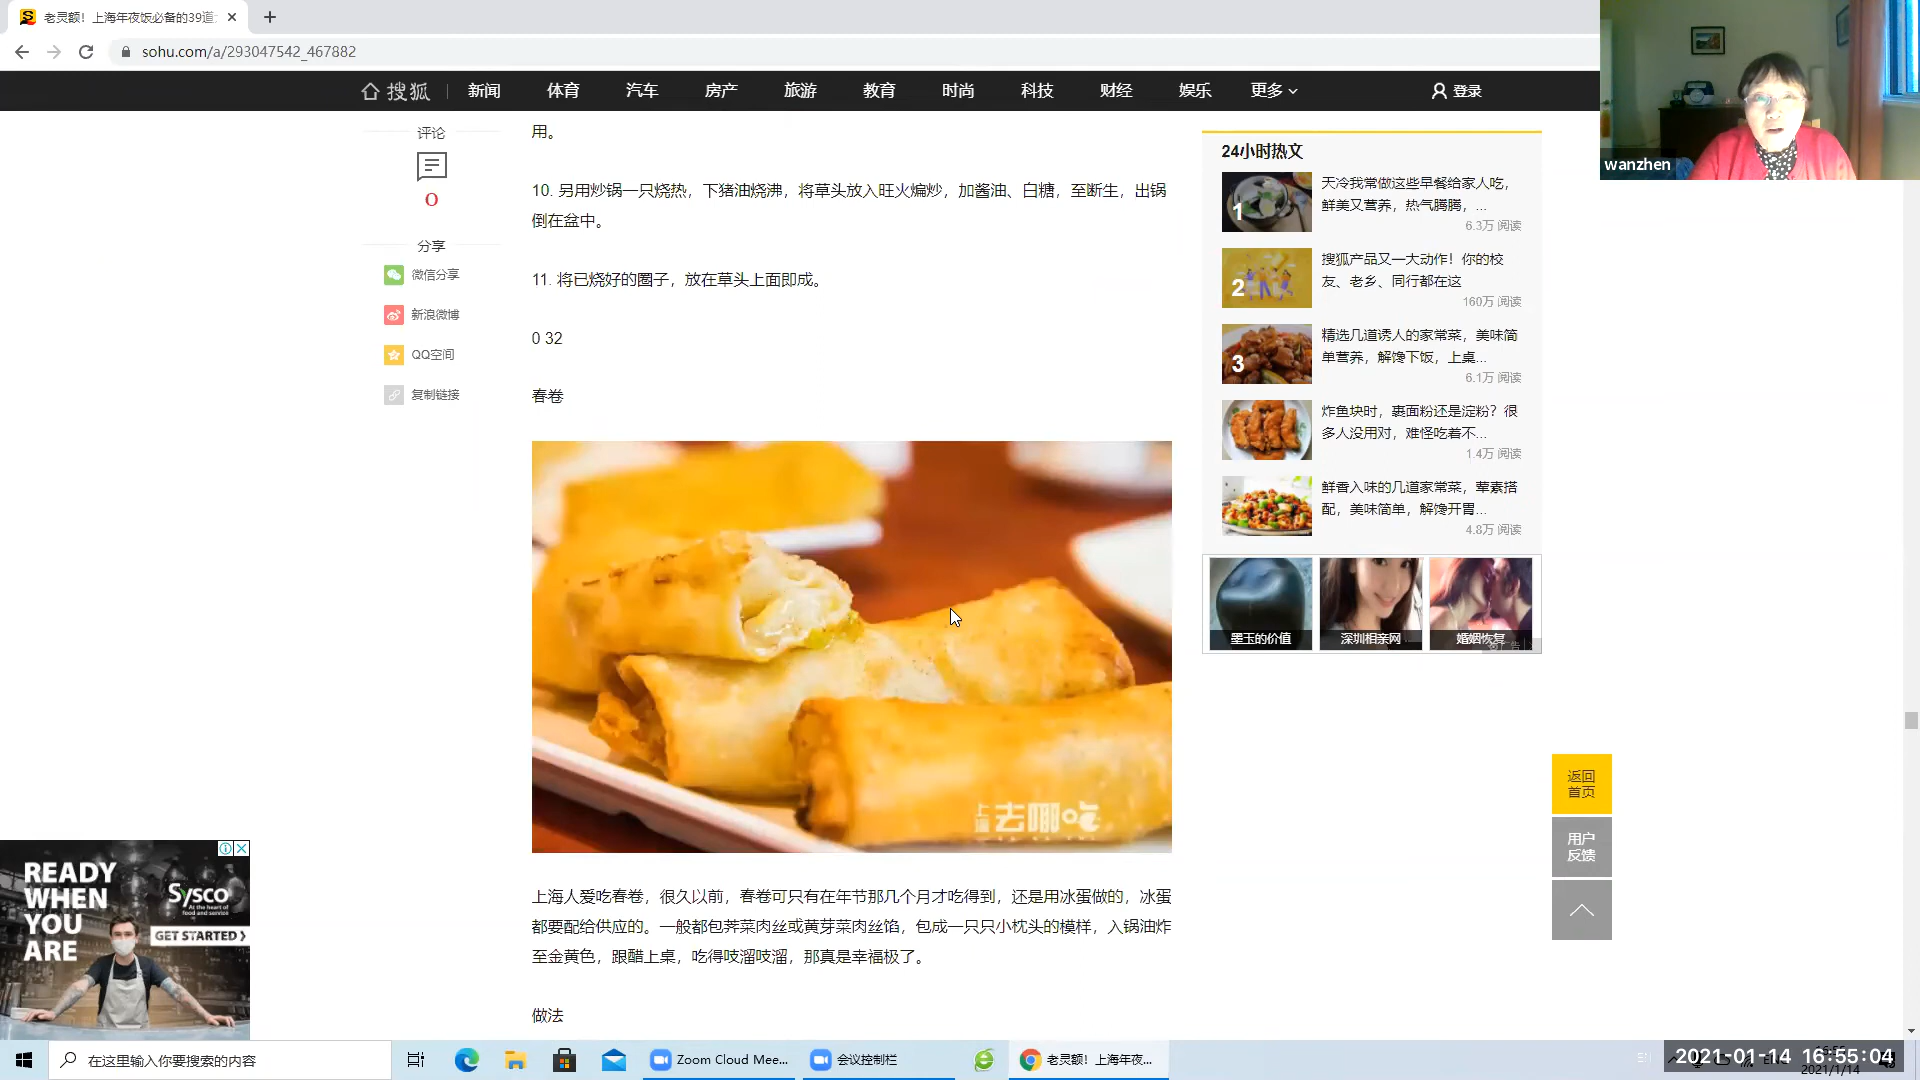 老灵额！上海年夜饭必备的39道
sohu.com/a/293047542_467882
搜狐
新闻
体育
汽车
房产
旅游
教育
时尚
科技
财经
娱乐
更多
登录
wanzhen
评论
0
分享
微信分享
新浪微博
QQ空间
复制链接
用。
10. 另用炒锅一只烧热，下猪油烧沸，将草头放入旺火煸炒，加酱油、白糖，至断生，出锅
倒在盆中。
11. 将已烧好的圈子，放在草头上面即成。
0 32
春卷
上海
去哪吃
上海人爱吃春卷，很久以前，春卷可只有在年节那几个月才吃得到，还是用冰蛋做的，冰蛋
都要配给供应的。一般都包荠菜肉丝或黄芽菜肉丝馅，包成一只只小枕头的模样，入锅油炸
至金黄色，跟醋上桌，吃得吱溜吱溜，那真是幸福极了。
做法
24小时热文
1
天冷我常做这些早餐给家人吃，
鲜美又营养，热气腾腾，...
6.3万 阅读
2
搜狐产品又一大动作！你的校
友、老乡、同行都在这
160万 阅读
3
精选几道诱人的家常菜，美味简
单营养，解馋下饭，上桌...
6.1万 阅读
炸鱼块时，裹面粉还是淀粉？很
多人没用对，难怪吃着不...
1.4万 阅读
鲜香入味的几道家常菜，荤素搭
配，美味简单，解馋开胃...
4.8万 阅读
墨玉的价值
深圳相亲网
婚姻恢复
广告
返回
首页
用户
反馈
READY
WHEN
YOU
ARE
Sysco
At the heart of
food and service
GET STARTED
在这里输入你要搜索的内容
Zoom Cloud Mee...
会议控制栏
老灵额！上海年夜...
2021-01-14 16:55:04
2021/1/14